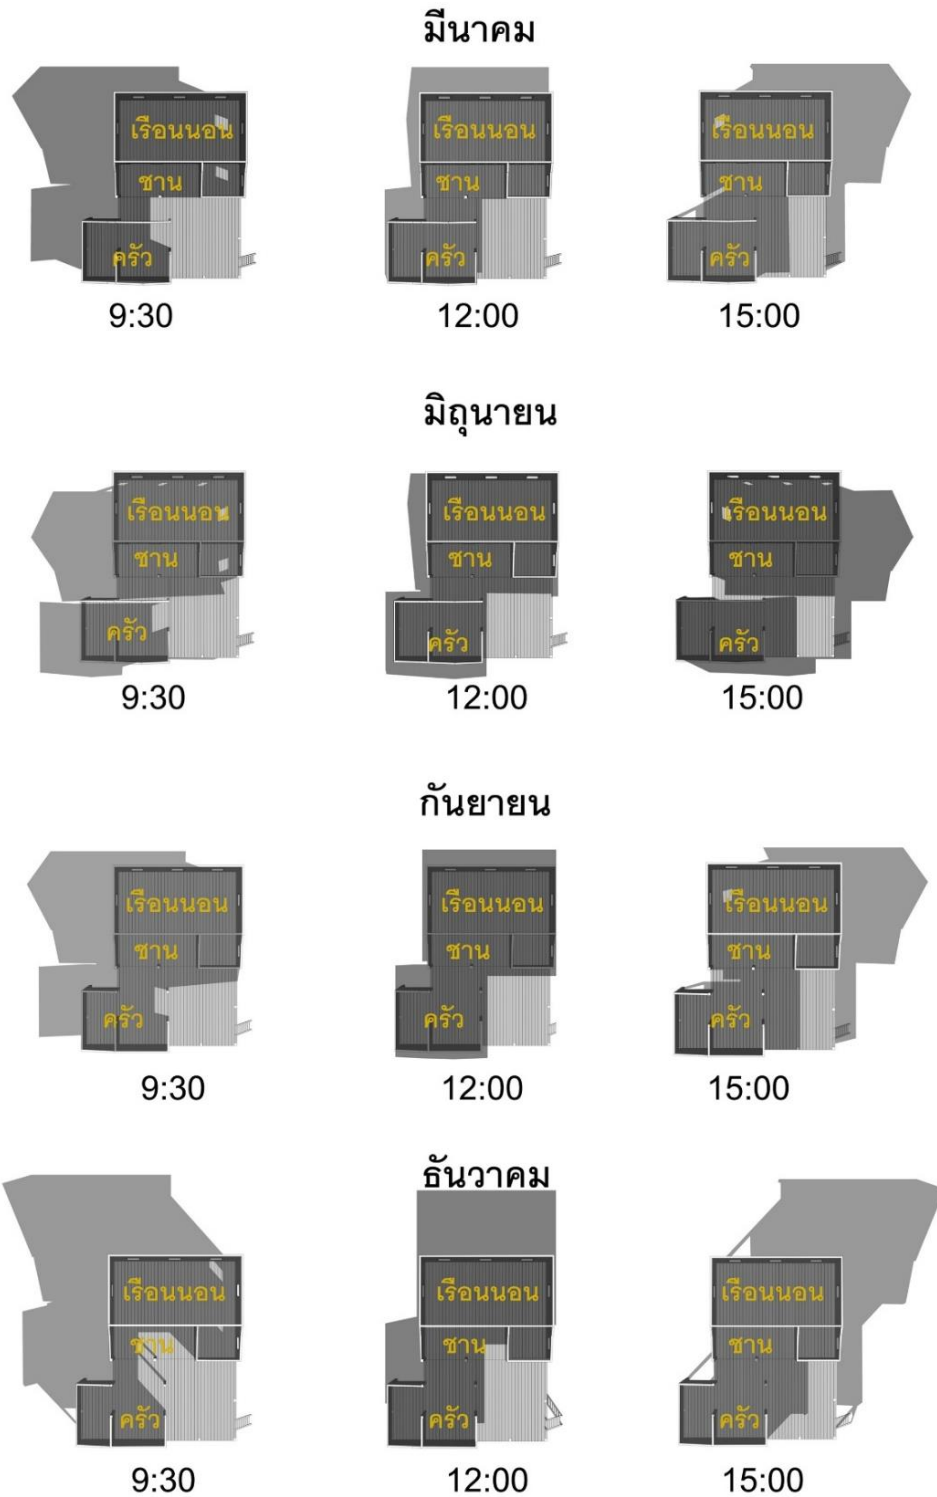 มีนาคม
เรือนนอน เรือนนอน เรือนนอน
ชาน ชาน ชาน
ครัว ครัว ครัว
9:30 12:00 15:00
มิถุนายน
เรือนนอน เรือนนอน เรือนนอน
ชาน ชาน ชาน
ครัว ครัว ครัว
9:30 12:00 15:00
กันยายน
เรือนนอน เรือนนอน เรือนนอน
ชาน ชาน ชาน
ครัว ครัว ครัว
9:30 12:00 15:00
ธันวาคม
เรือนนอน เรือนนอน เรือนนอน
ชาน ชาน ชาน
ครัว ครัว ครัว
9:30 12:00 15:00